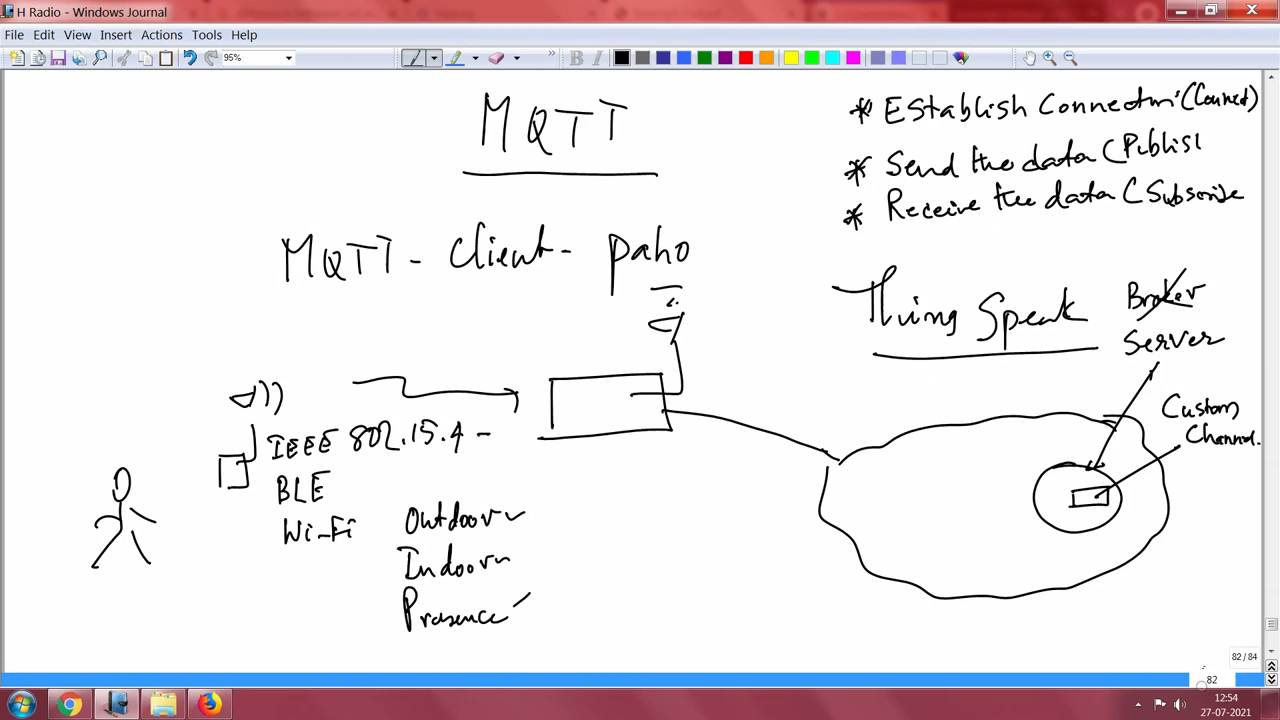 H Radio - Windows Journal
File Edit View Insert Actions Tools Help
95%
MQTT
* Establish Connection (Connect)
* Send the data (Publish
* Receive the data (Subscribe
MQTT - client - paho
Thing Speak
Broker
Server
Custom
Channel.
IEEE 802.15.4 -
BLE
Wi-Fi
Outdoor
Indoor
Presence
82 / 84
82
12:54
27-07-2021